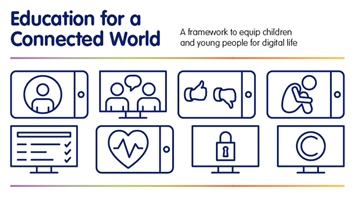 Education for a
Connected World
A framework to equip children
and young people for digital life